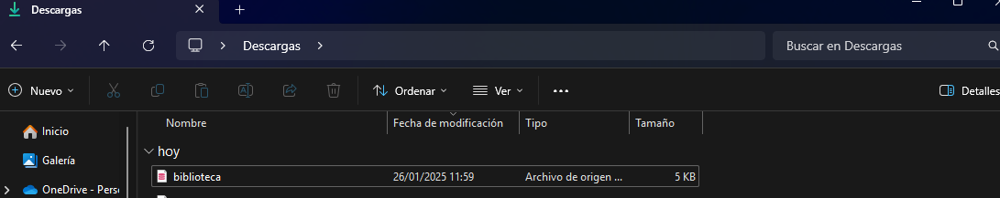 Descargas
Descargas
Buscar en Descargas
Nuevo
Ordenar
Ver
Detalles
Nombre
Fecha de modificación
Tipo
Tamaño
Inicio
hoy
Galería
biblioteca
26/01/2025 11:59
Archivo de origen ...
5 KB
OneDrive - Perso